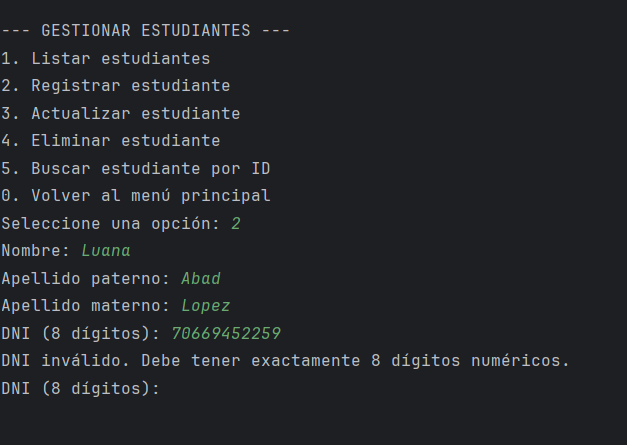 --- GESTIONAR ESTUDIANTES ---
1. Listar estudiantes
2. Registrar estudiante
3. Actualizar estudiante
4. Eliminar estudiante
5. Buscar estudiante por ID
0. Volver al menú principal
Seleccione una opción: 2
Nombre: Luana
Apellido paterno: Abad
Apellido materno: Lopez
DNI (8 dígitos): 70669452259
DNI inválido. Debe tener exactamente 8 dígitos numéricos.
DNI (8 dígitos):